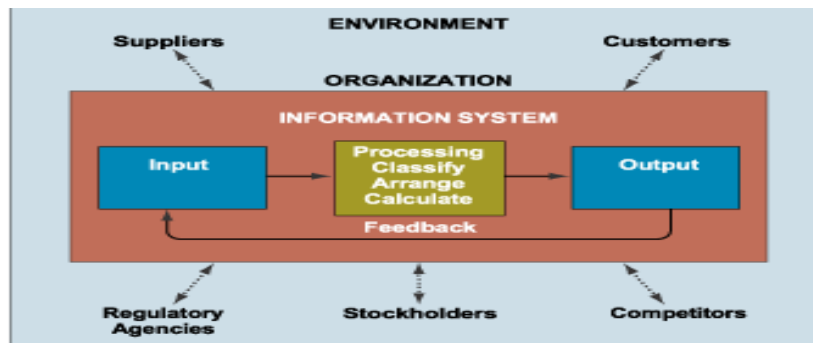 ENVIRONMENT
Suppliers
Customers
ORGANIZATION
INFORMATION SYSTEM
Input
Processing
Classify
Arrange
Calculate
Output
Feedback
Regulatory
Agencies
Stockholders
Competitors